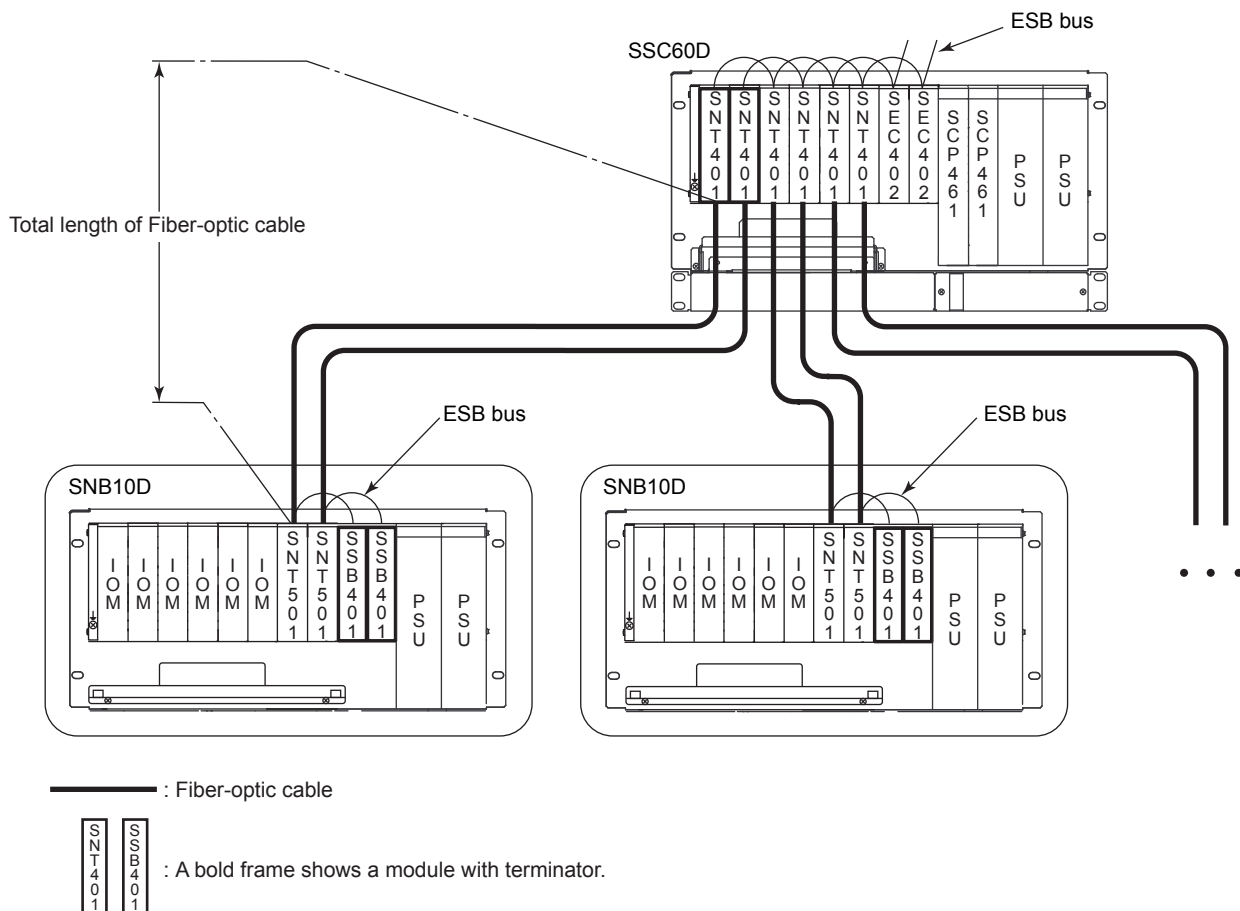 ESB bus
SSC60D
SNT401
SNT401
SNT401
SNT401
SNT401
SNT401
SEC402
SEC402
SCP461
SCP461
PSU
PSU
Total length of Fiber-optic cable
ESB bus
ESB bus
SNB10D
IOM
IOM
IOM
IOM
IOM
IOM
SNT501
SNT501
SSB401
SSB401
PSU
PSU
SNB10D
IOM
IOM
IOM
IOM
IOM
IOM
SNT501
SNT501
SSB401
SSB401
PSU
PSU
• • •
: Fiber-optic cable
SNT401
SSB401
: A bold frame shows a module with terminator.